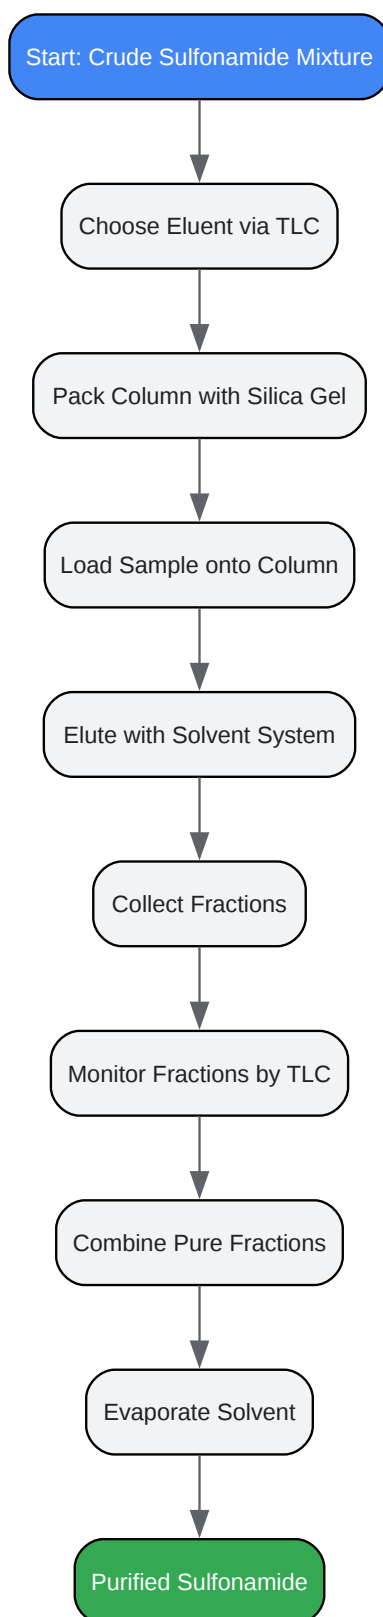 Start: Crude Sulfonamide Mixture
Choose Eluent via TLC
Pack Column with Silica Gel
Load Sample onto Column
Elute with Solvent System
Collect Fractions
Monitor Fractions by TLC
Combine Pure Fractions
Evaporate Solvent
Purified Sulfonamide